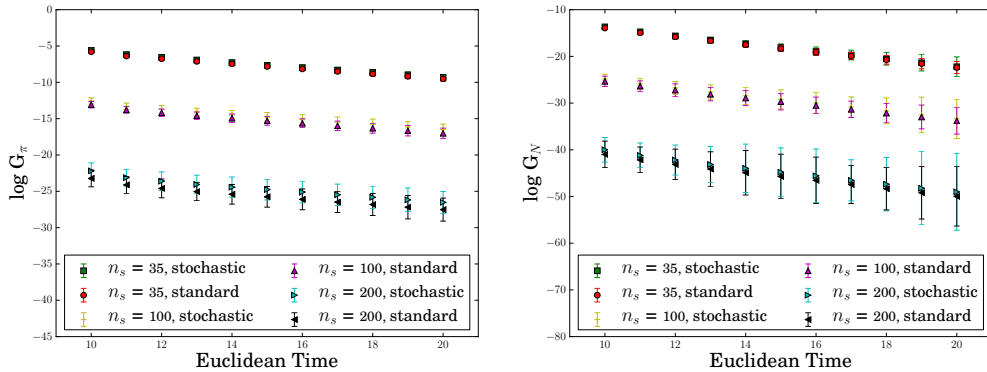 0
−5
−10
−15
−20
−25
−30
−35
−40
−45
log G_π
n_s = 35, stochastic
n_s = 35, standard
n_s = 100, stochastic
n_s = 100, standard
n_s = 200, stochastic
n_s = 200, standard
10 12 14 16 18 20
Euclidean Time
−10
−20
−30
−40
−50
−60
−70
−80
log G_N
n_s = 35, stochastic
n_s = 35, standard
n_s = 100, stochastic
n_s = 100, standard
n_s = 200, stochastic
n_s = 200, standard
10 12 14 16 18 20
Euclidean Time